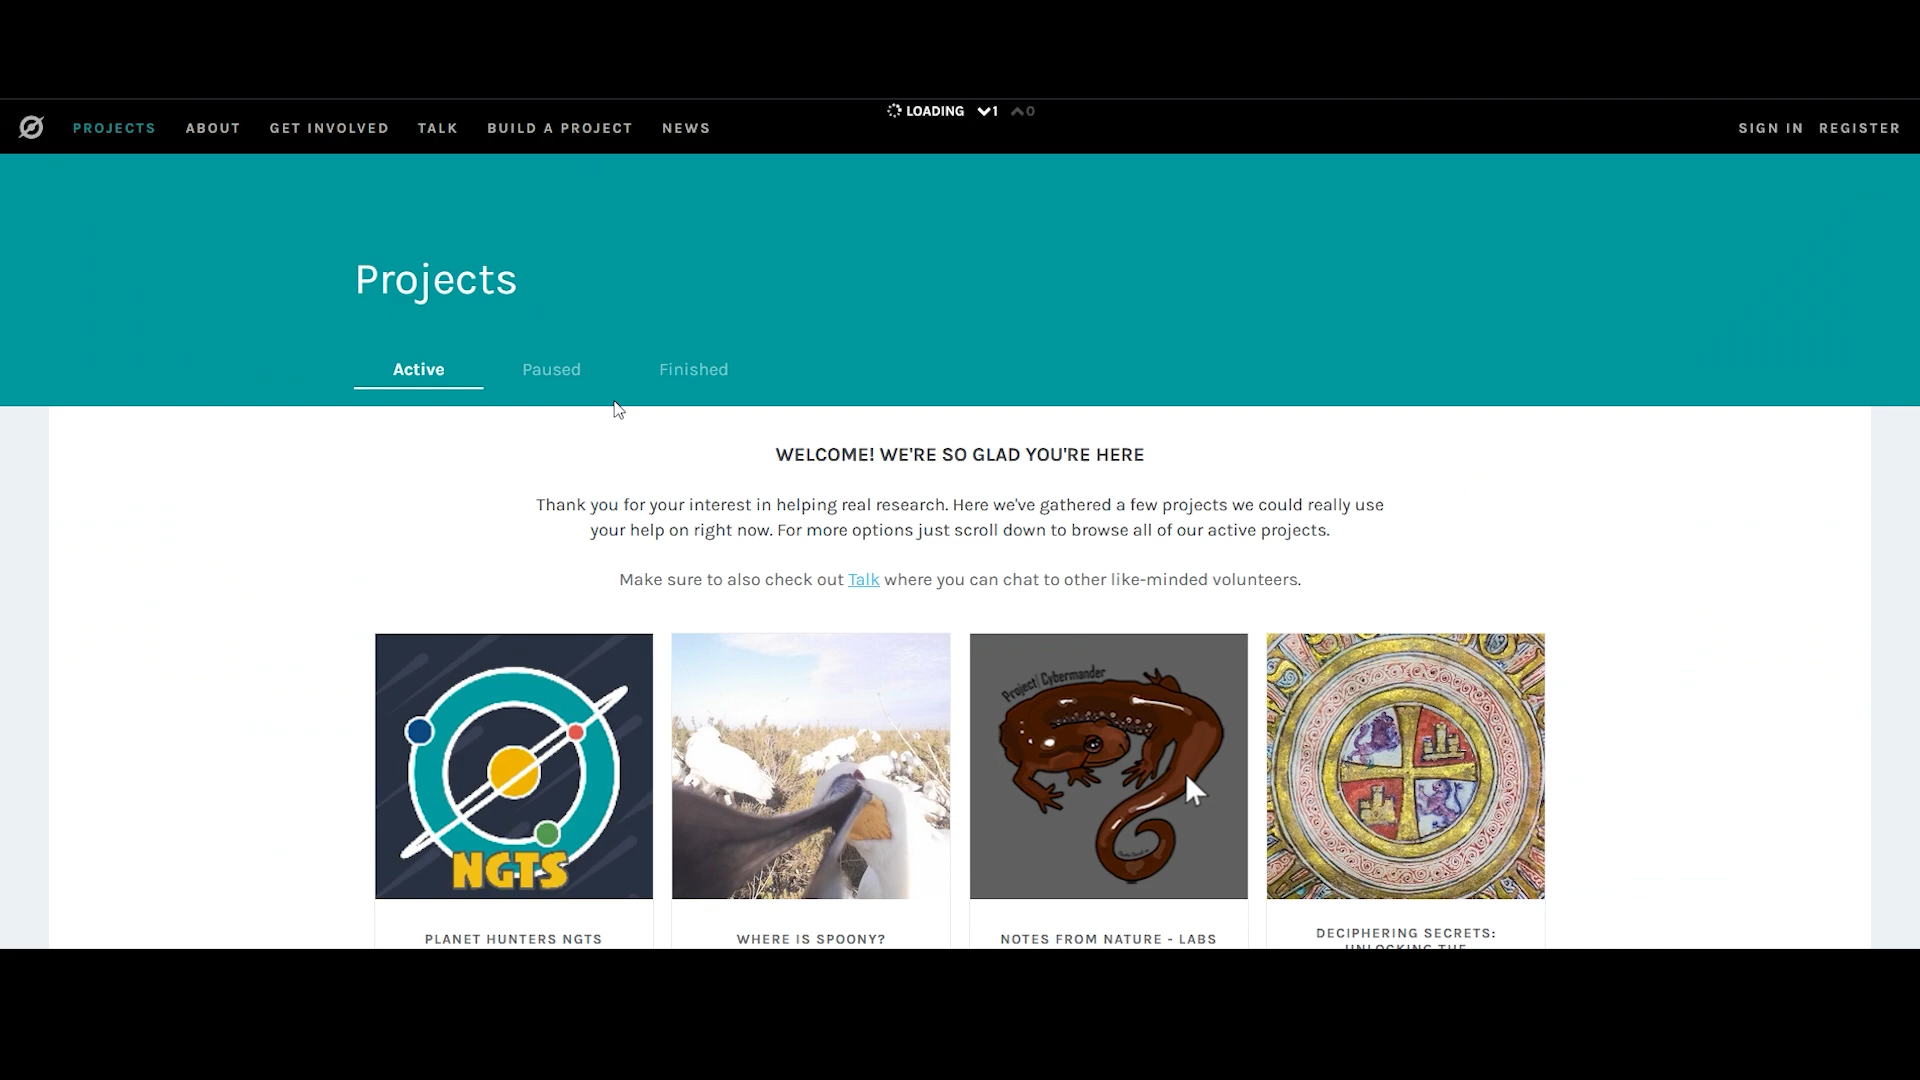 LOADING 1 0
PROJECTS ABOUT GET INVOLVED TALK BUILD A PROJECT NEWS SIGN IN REGISTER
Projects
Active Paused Finished
WELCOME! WE'RE SO GLAD YOU'RE HERE
Thank you for your interest in helping real research. Here we've gathered a few projects we could really use
your help on right now. For more options just scroll down to browse all of our active projects.
Make sure to also check out Talk where you can chat to other like-minded volunteers.
Project Cybermander
NGTS
PLANET HUNTERS NGTS
WHERE IS SPOONY?
NOTES FROM NATURE - LABS
DECIPHERING SECRETS:
UNLOCKING THE